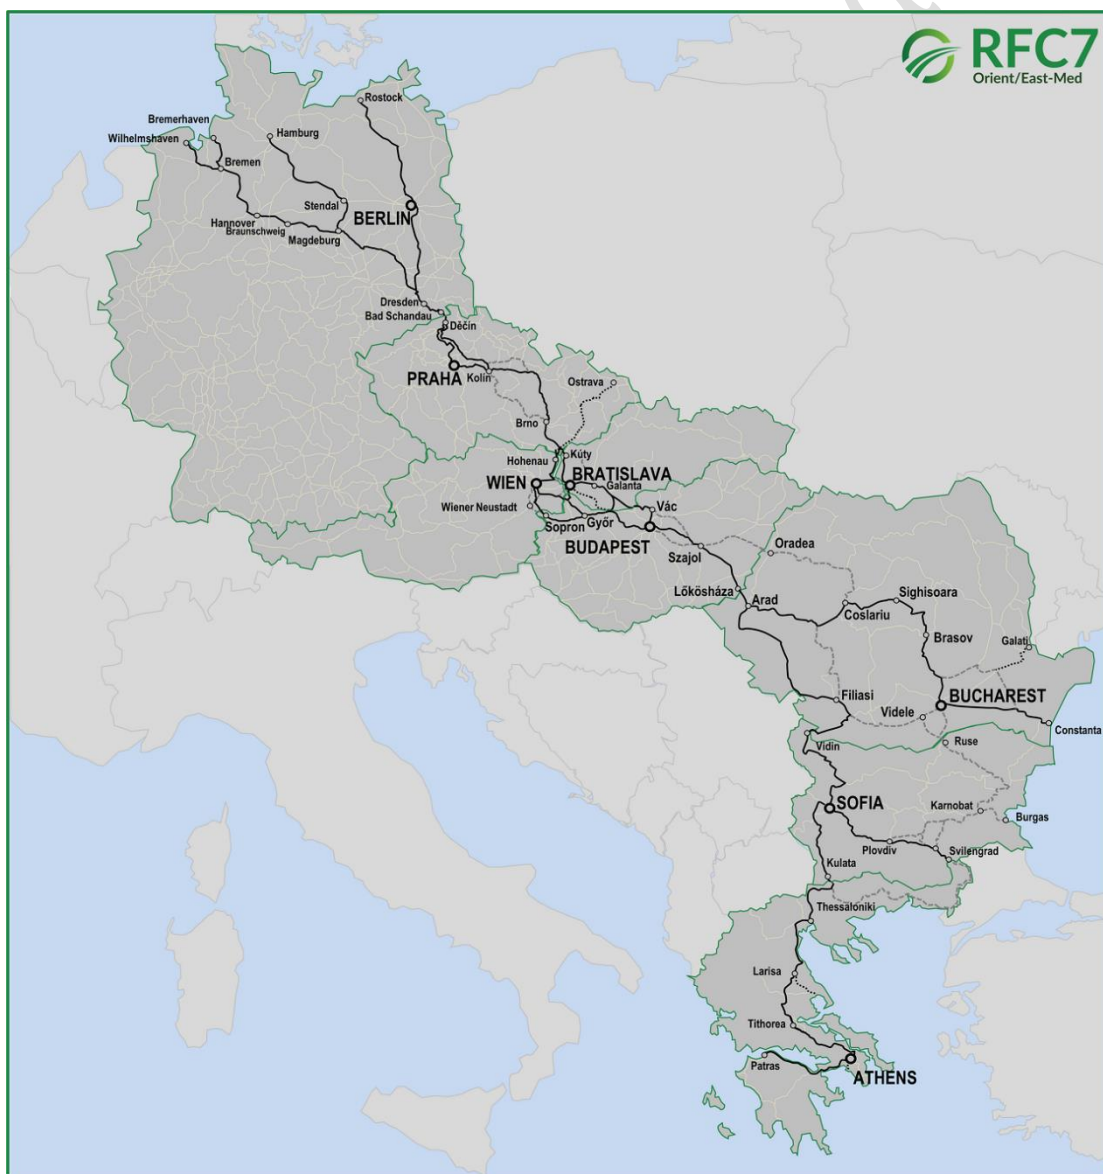 RFC7
Orient/East-Med
Rostock
Bremerhaven
Hamburg
Wilhelmshaven
Bremen
Stendal
BERLIN
Hannover
Braunschweig
Magdeburg
Dresden
Bad Schandau
Děčín
PRAHA
Kolín
Ostrava
Brno
Hohenau
Kúty
WIEN
BRATISLAVA
Galanta
Wiener Neustadt
Vác
Sopron
Győr
BUDAPEST
Szajol
Oradea
Lőkösháza
Arad
Sighisoara
Coslariu
Brasov
Galati
Filiasi
BUCHAREST
Videle
Constanta
Vidin
Ruse
SOFIA
Karnobat
Burgas
Plovdiv
Svilengrad
Kulata
Thessaloniki
Larisa
Tithorea
Patras
ATHENS